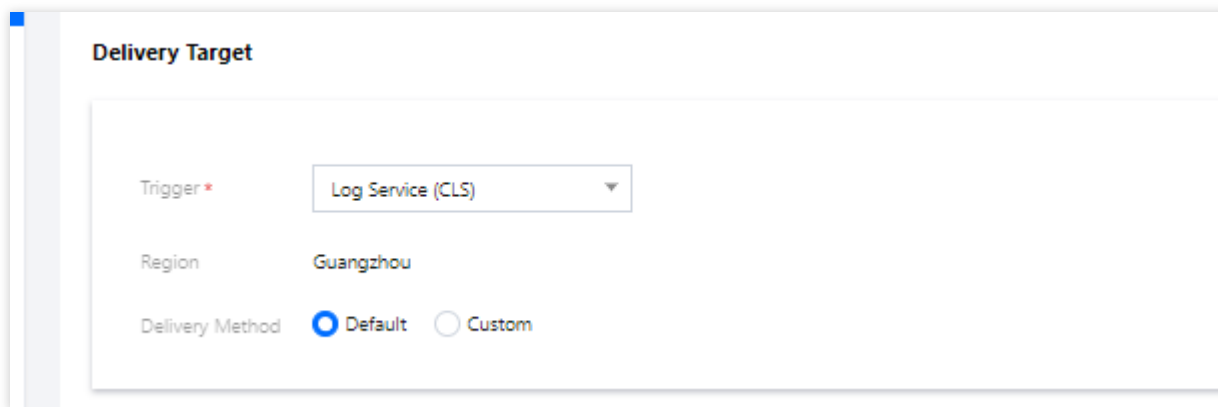 Delivery Target
Trigger * Log Service (CLS)
Region Guangzhou
Delivery Method Default Custom